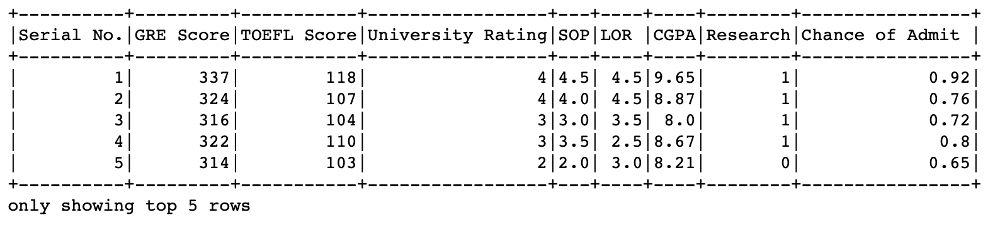 +----------+---------+-----------+-----------------+---+----+----+--------+----------------+
|Serial No.|GRE Score|TOEFL Score|University Rating|SOP|LOR |CGPA|Research|Chance of Admit |
+----------+---------+-----------+-----------------+---+----+----+--------+----------------+
|         1|      337|        118|                4|4.5| 4.5|9.65|       1|            0.92|
|         2|      324|        107|                4|4.0| 4.5|8.87|       1|            0.76|
|         3|      316|        104|                3|3.0| 3.5| 8.0|       1|            0.72|
|         4|      322|        110|                3|3.5| 2.5|8.67|       1|             0.8|
|         5|      314|        103|                2|2.0| 3.0|8.21|       0|            0.65|
+----------+---------+-----------+-----------------+---+----+----+--------+----------------+
only showing top 5 rows